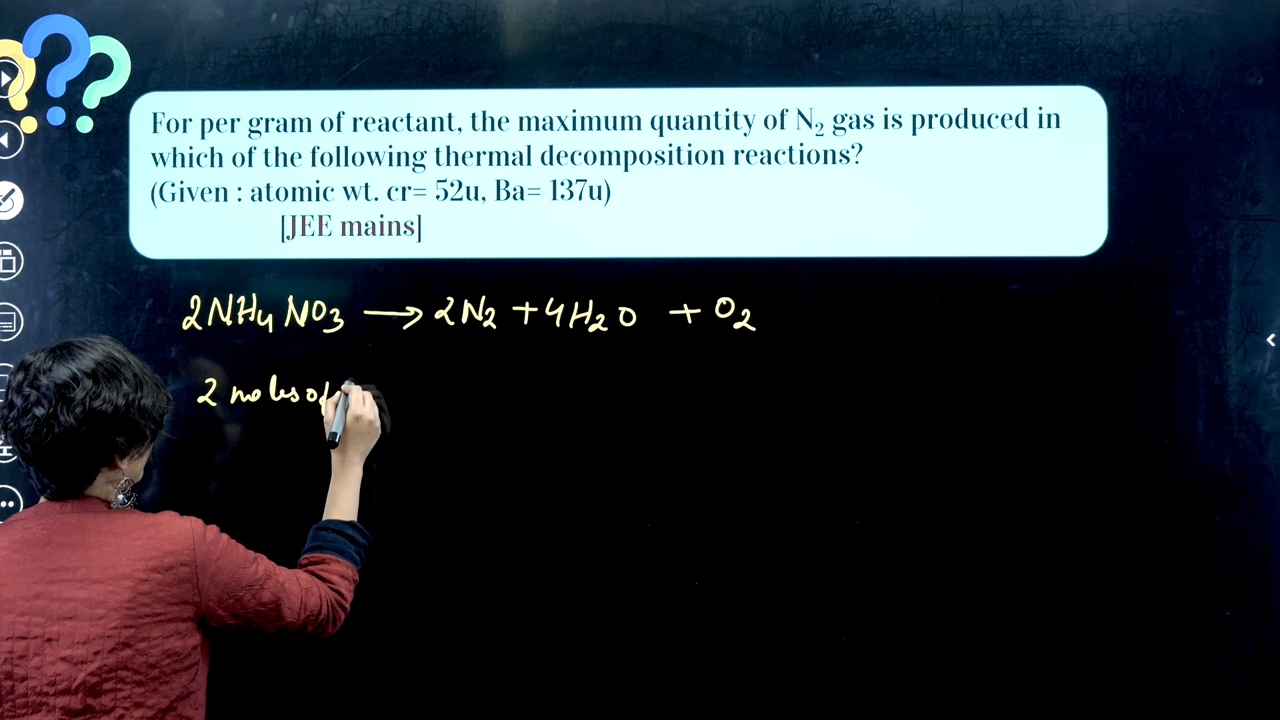 For per gram of reactant, the maximum quantity of N₂ gas is produced in
which of the following thermal decomposition reactions?
(Given : atomic wt. cr= 52u, Ba= 137u)
[JEE mains]
2NH₄NO₃ → 2N₂ + 4H₂O + O₂
2 moles of